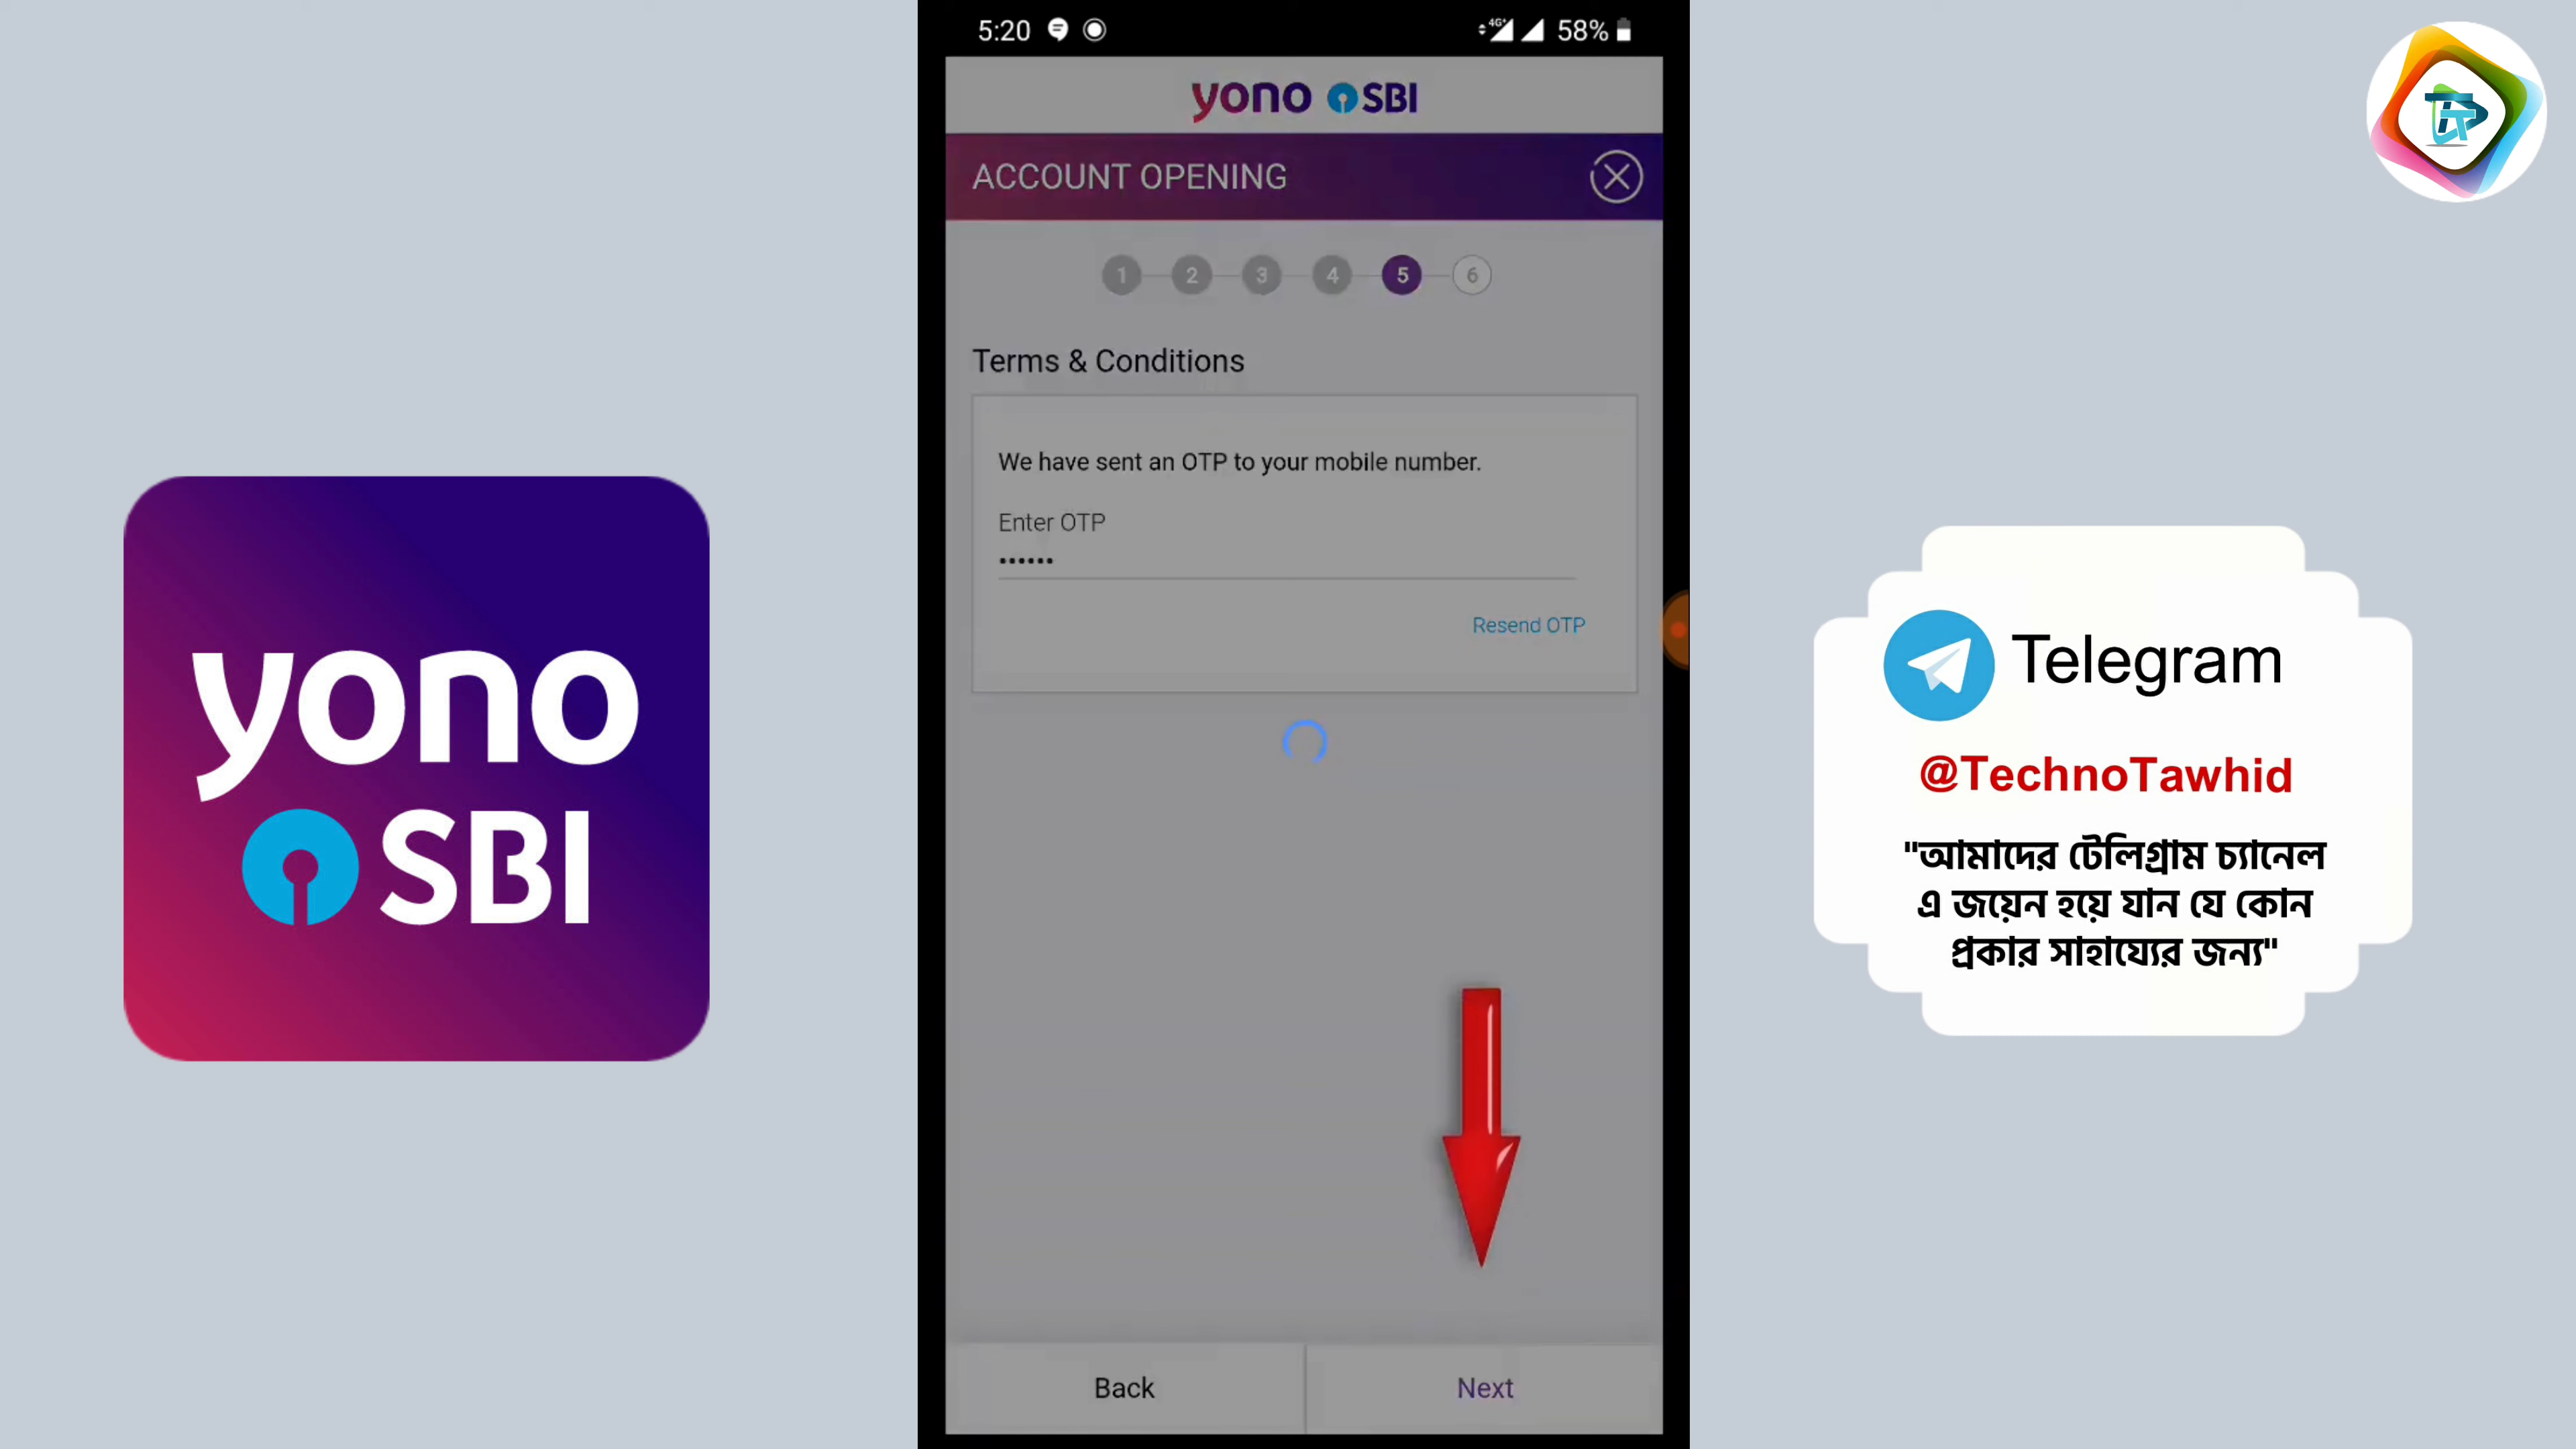 5:20
4G+
58%
yono SBI
ACCOUNT OPENING
1 2 3 4 5 6
Terms & Conditions
We have sent an OTP to your mobile number.
Enter OTP
••••••
Resend OTP
Back
Next
yono
SBI
Telegram
@TechnoTawhid
"আমাদের টেলিগ্রাম চ্যানেল
এ জয়েন হয়ে যান যে কোন
প্রকার সাহায্যের জন্য"